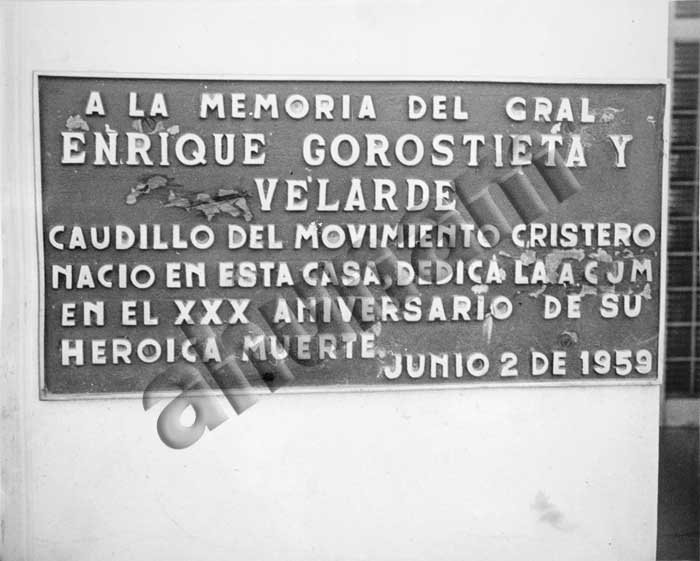 A LA MEMORIA DEL GRAL.
ENRIQUE GOROSTIETA Y
VELARDE
CAUDILLO DEL MOVIMIENTO CRISTERO
NACIO EN ESTA CASA. DEDICA LA A C J M
EN EL XXX ANIVERSARIO DE SU
HEROICA MUERTE.
JUNIO 2 DE 1959